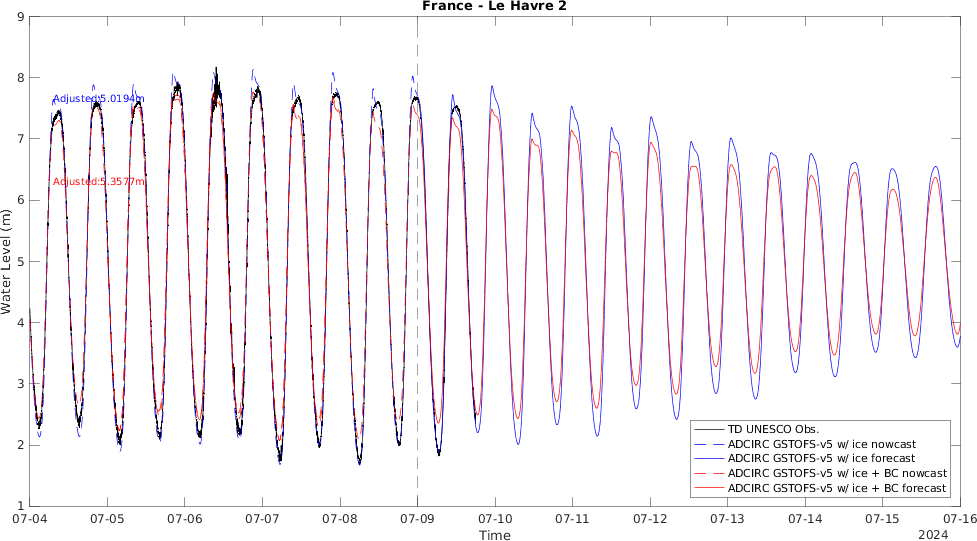 France - Le Havre 2
9
8
7
6
5
4
3
2
1
Water Level (m)
Adjusted:5.0194m
Adjusted:5.3577m
TD UNESCO Obs.
ADCIRC GSTOFS-v5 w/ ice nowcast
ADCIRC GSTOFS-v5 w/ ice forecast
ADCIRC GSTOFS-v5 w/ ice + BC nowcast
ADCIRC GSTOFS-v5 w/ ice + BC forecast
07-04 07-05 07-06 07-07 07-08 07-09 07-10 07-11 07-12 07-13 07-14 07-15 07-16
Time
2024